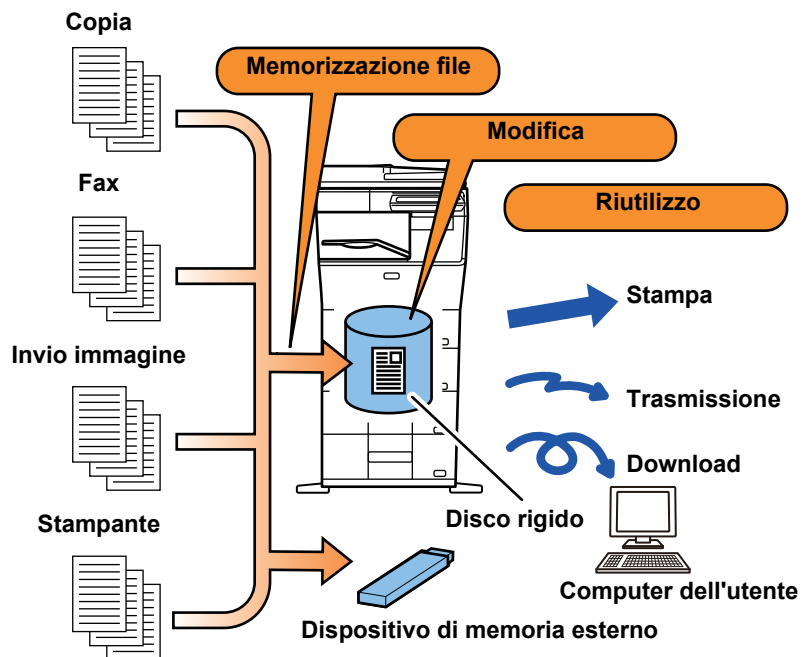 Copia
Memorizzazione file
Modifica
Fax
Riutilizzo
Stampa
Invio immagine
Trasmissione
Download
Stampante
Disco rigido
Computer dell'utente
Dispositivo di memoria esterno